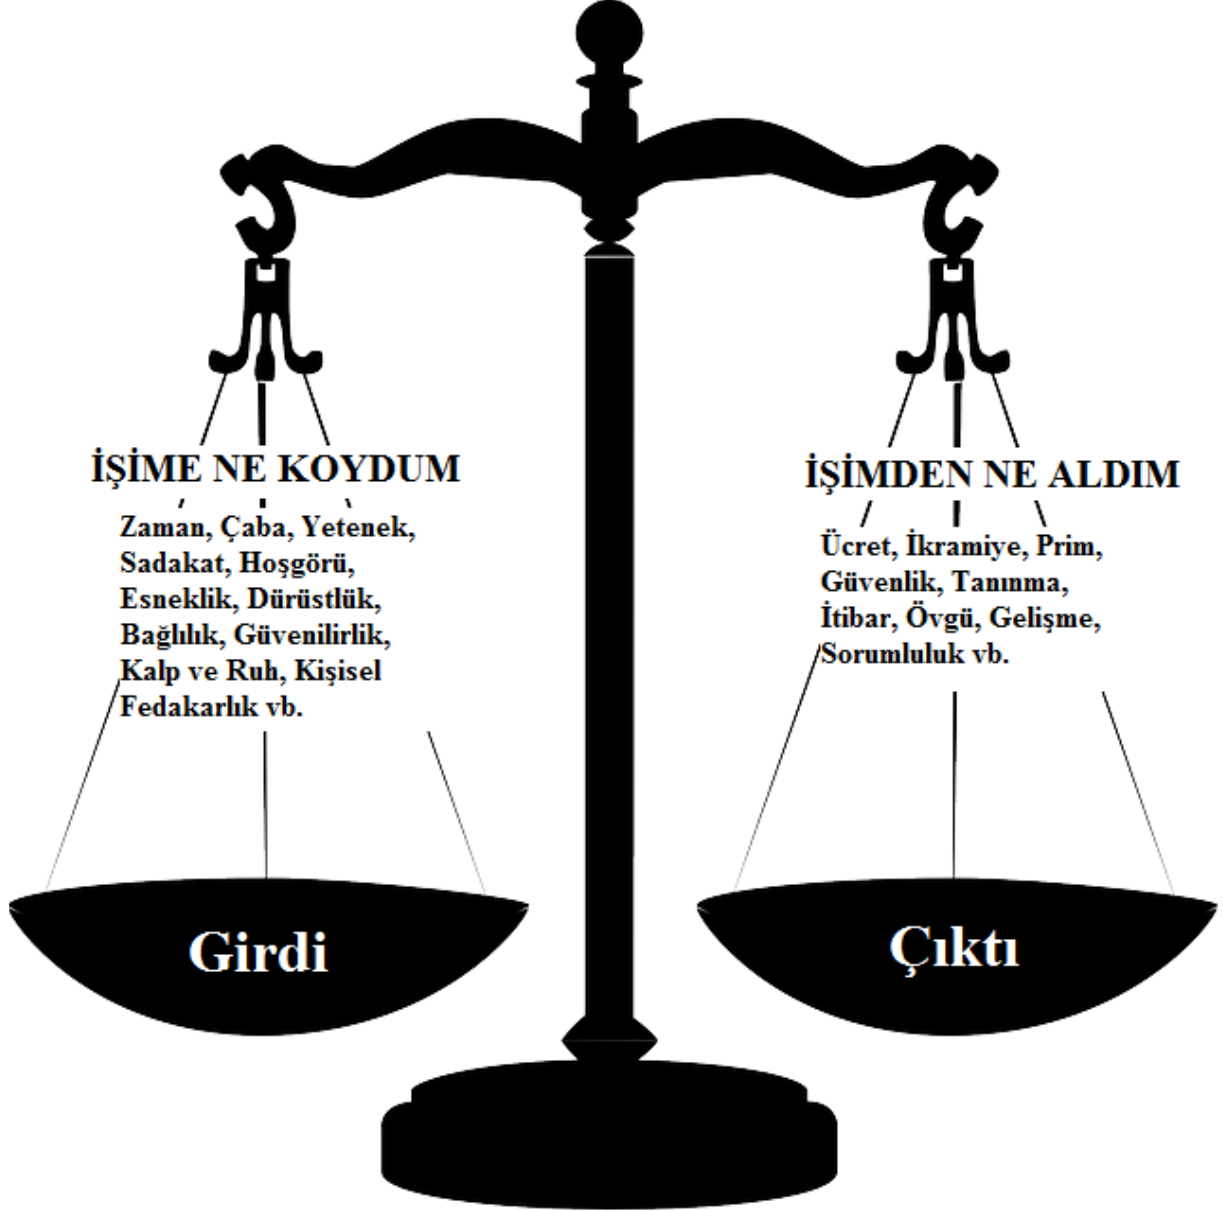 İŞİME NE KOYDUM
Zaman, Çaba, Yetenek,
Sadakat, Hoşgörü,
Esneklik, Dürüstlük,
Bağlılık, Güvenilirlik,
Kalp ve Ruh, Kişisel
Fedakarlık vb.
Girdi
İŞİMDEN NE ALDIM
Ücret, İkramiye, Prim,
Güvenlik, Tanınma,
İtibar, Övgü, Gelişme,
Sorumluluk vb.
Çıktı